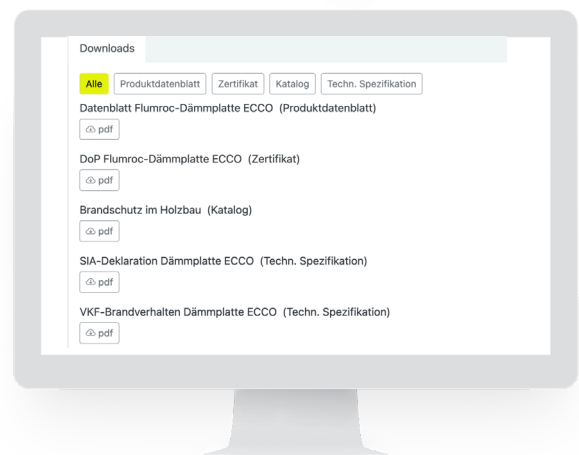 Downloads
Alle Produktdatenblatt Zertifikat Katalog Techn. Spezifikation
Datenblatt Flumroc-Dämmplatte ECCO (Produktdatenblatt)
pdf
DoP Flumroc-Dämmplatte ECCO (Zertifikat)
pdf
Brandschutz im Holzbau (Katalog)
pdf
SIA-Deklaration Dämmplatte ECCO (Techn. Spezifikation)
pdf
VKF-Brandverhalten Dämmplatte ECCO (Techn. Spezifikation)
pdf